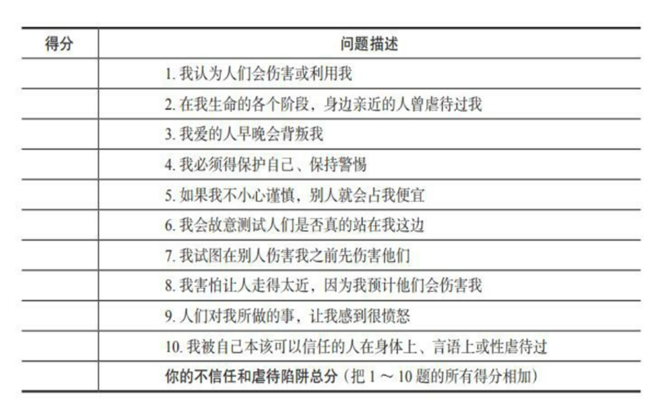 得分 问题描述
1. 我认为人们会伤害或利用我
2. 在我生命的各个阶段，身边亲近的人曾虐待过我
3. 我爱的人早晚会背叛我
4. 我必须得保护自己、保持警惕
5. 如果我不小心谨慎，别人就会占我便宜
6. 我会故意测试人们是否真的站在我这边
7. 我试图在别人伤害我之前先伤害他们
8. 我害怕让人走得太近，因为我预计他们会伤害我
9. 人们对我所做的事，让我感到很愤怒
10. 我被自己本该可以信任的人在身体上、言语上或性虐待过
你的不信任和虐待陷阱总分（把 1 ～ 10 题的所有得分相加）